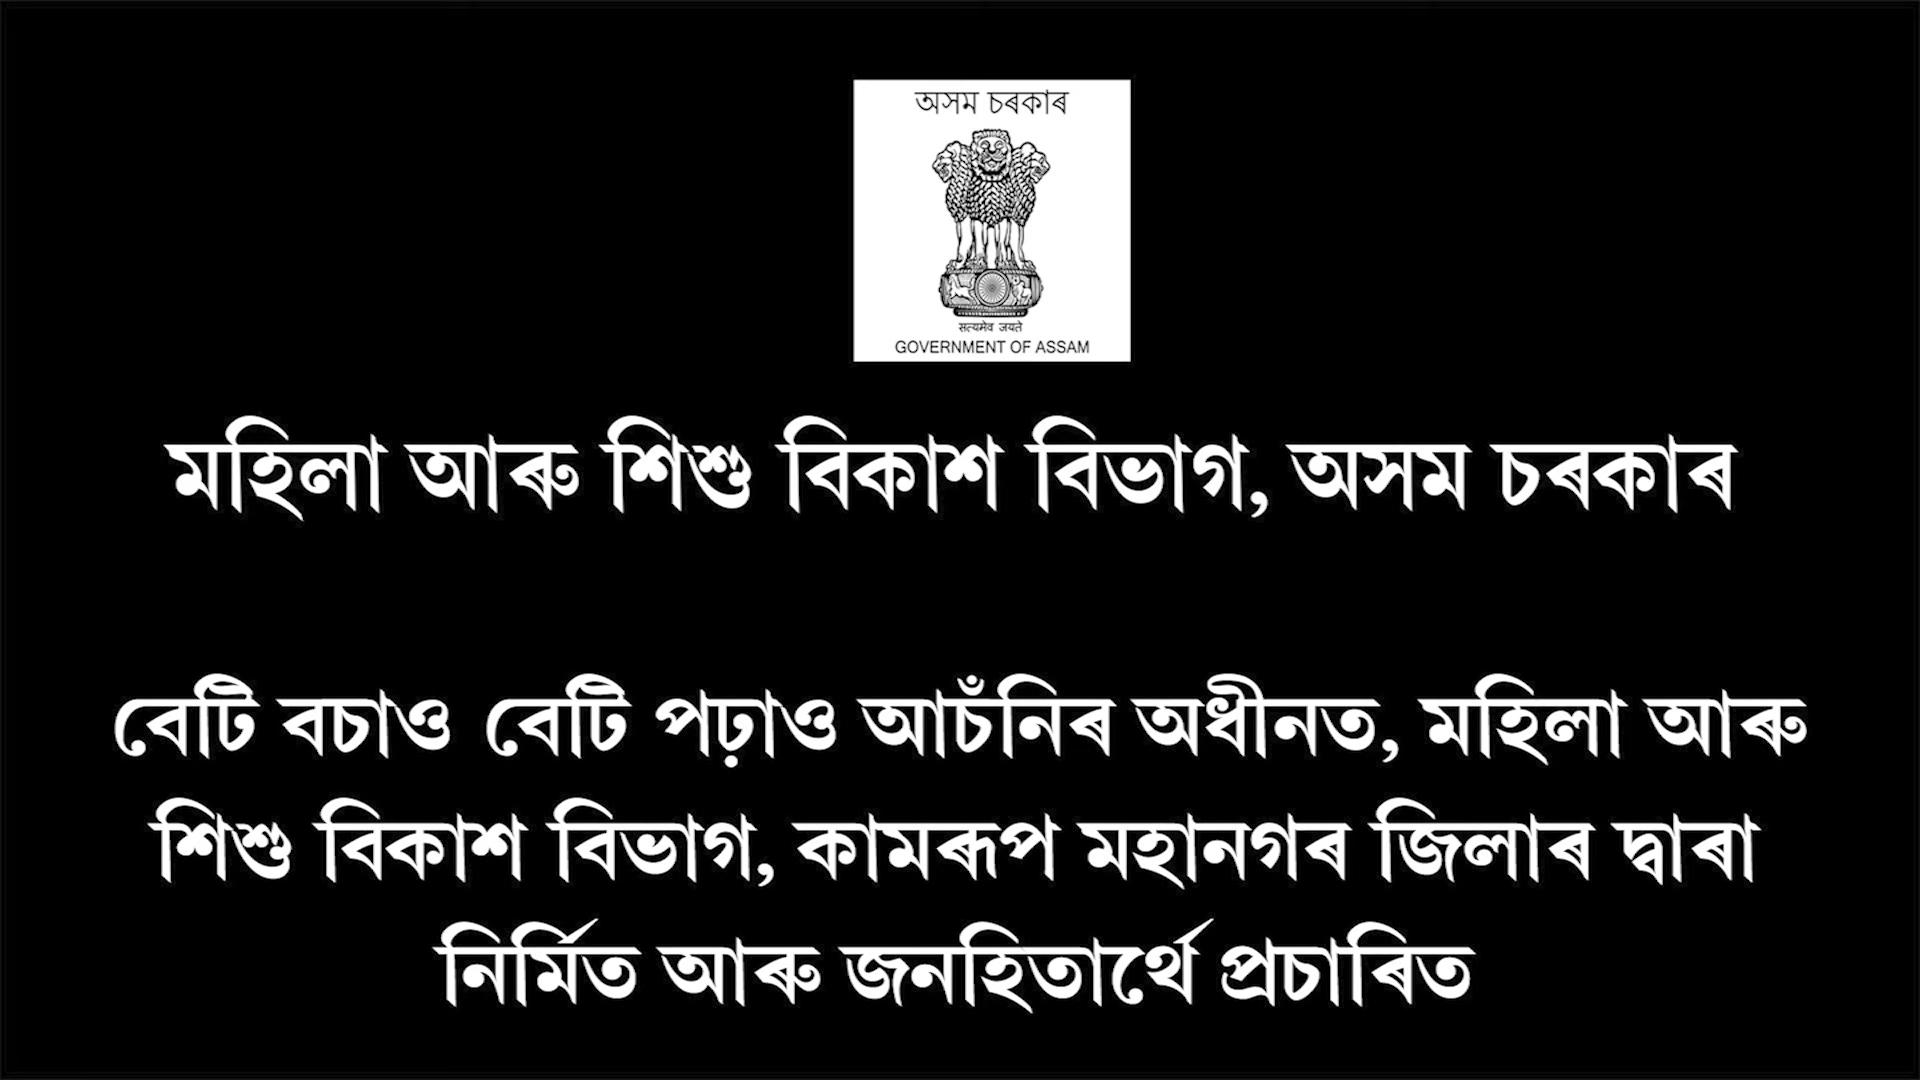 অসম চৰকাৰ
सत्यमेव जयते
GOVERNMENT OF ASSAM
মহিলা আৰু শিশু বিকাশ বিভাগ, অসম চৰকাৰ
বেটি বচাও বেটি পঢ়াও আচঁনিৰ অধীনত, মহিলা আৰু
শিশু বিকাশ বিভাগ, কামৰূপ মহানগৰ জিলাৰ দ্বাৰা
নিৰ্মিত আৰু জনহিতাৰ্থে প্ৰচাৰিত